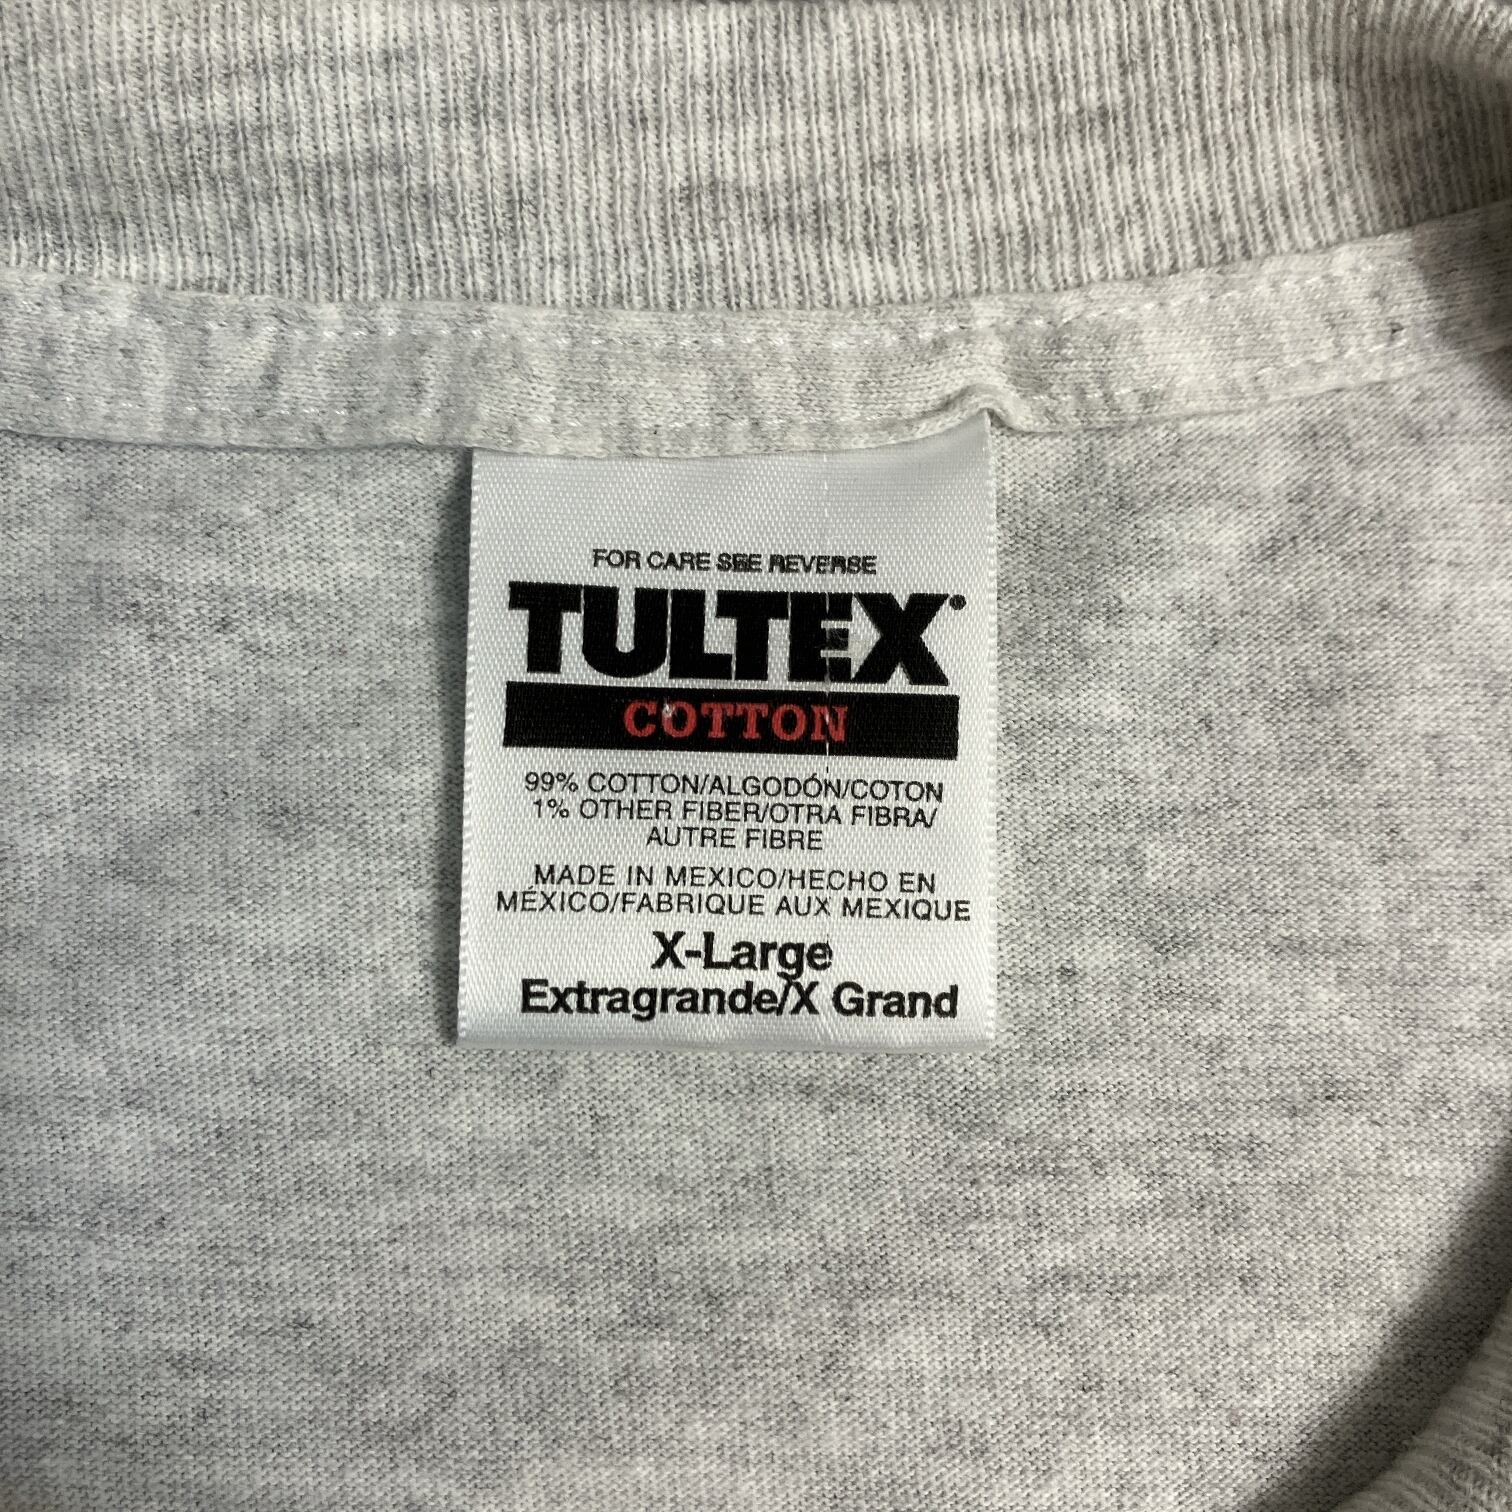 FOR CARE SEE REVERSE
TULTEX
COTTON
99% COTTON/ALGODÓN/COTON
1% OTHER FIBER/OTRA FIBRA/
AUTRE FIBRE
MADE IN MEXICO/HECHO EN
MÉXICO/FABRIQUE AUX MEXIQUE
X-Large
Extragrande/X Grand